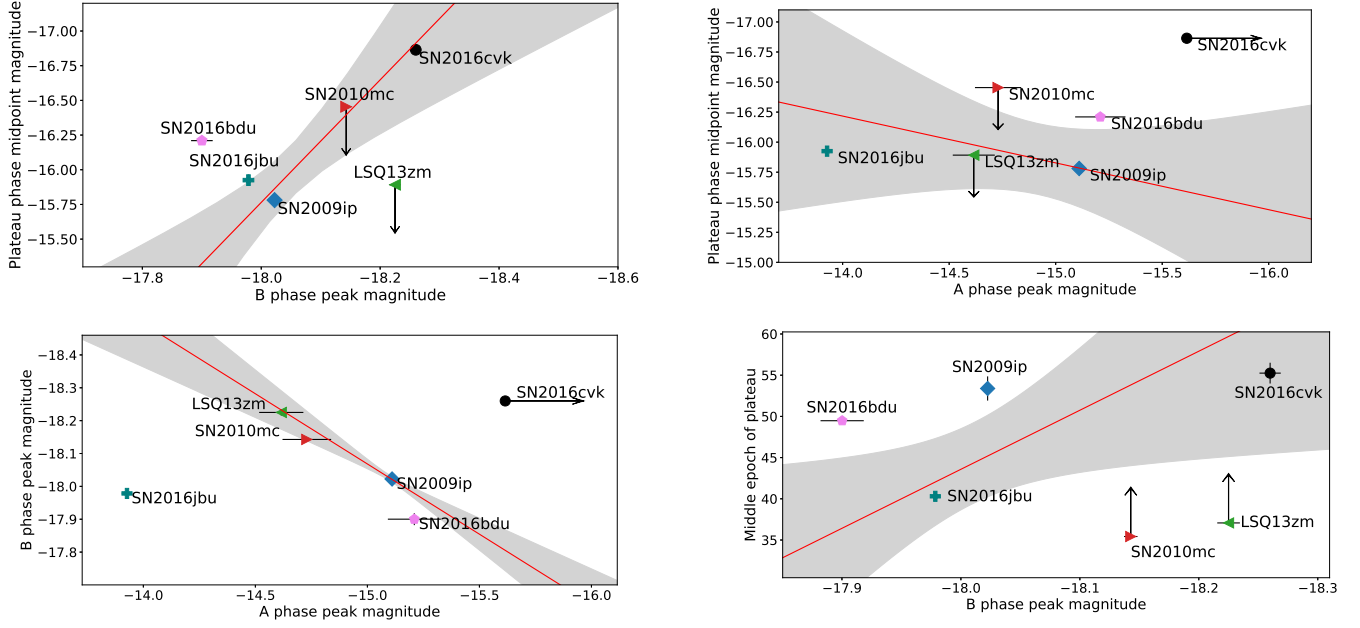 Plateau phase midpoint magnitude
−17.00
−16.75
−16.50
−16.25
−16.00
−15.75
−15.50
SN2016cvk
SN2010mc
SN2016bdu
SN2016jbu
LSQ13zm
SN2009ip
−17.8
−18.0
−18.2
−18.4
−18.6
B phase peak magnitude
Plateau phase midpoint magnitude
−17.00
−16.75
−16.50
−16.25
−16.00
−15.75
−15.50
−15.25
−15.00
SN2016cvk
SN2010mc
SN2016bdu
SN2016jbu
LSQ13zm
SN2009ip
−14.0
−14.5
−15.0
−15.5
−16.0
A phase peak magnitude
B phase peak magnitude
−18.4
−18.3
−18.2
−18.1
−18.0
−17.9
−17.8
SN2016cvk
LSQ13zm
SN2010mc
SN2009ip
SN2016jbu
SN2016bdu
−14.0
−14.5
−15.0
−15.5
−16.0
A phase peak magnitude
Middle epoch of plateau
60
55
50
45
40
35
SN2009ip
SN2016cvk
SN2016bdu
SN2016jbu
LSQ13zm
SN2010mc
−17.9
−18.0
−18.1
−18.2
−18.3
B phase peak magnitude